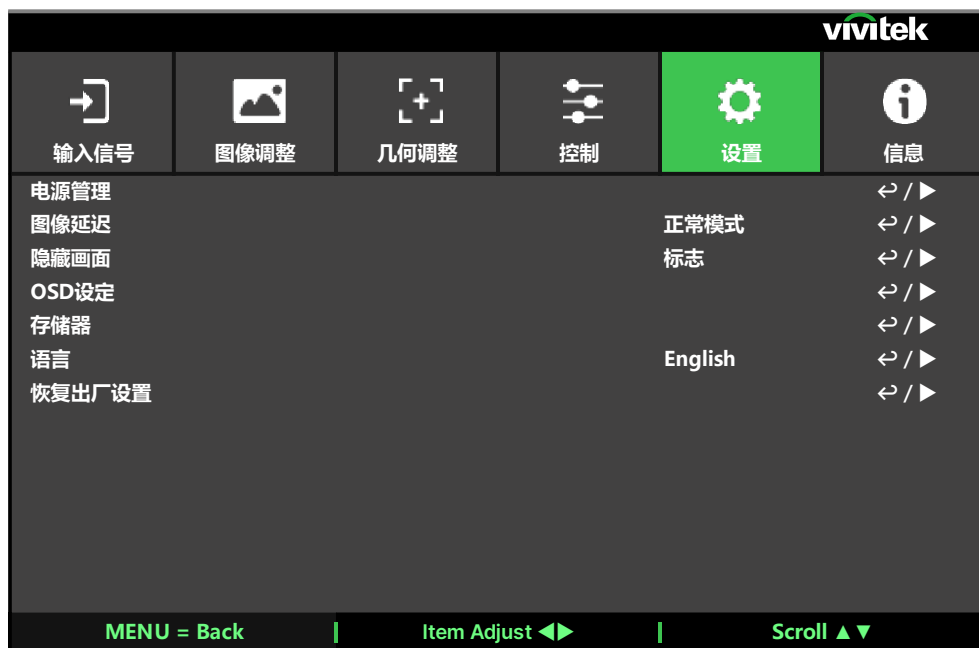 vivitek
输入信号 图像调整 几何调整 控制 设置 信息
电源管理 ↩ / ▶
图像延迟 正常模式 ↩ / ▶
隐藏画面 标志 ↩ / ▶
OSD设定 ↩ / ▶
存储器 ↩ / ▶
语言 English ↩ / ▶
恢复出厂设置 ↩ / ▶
MENU = Back | Item Adjust ◀▶ | Scroll ▲▼